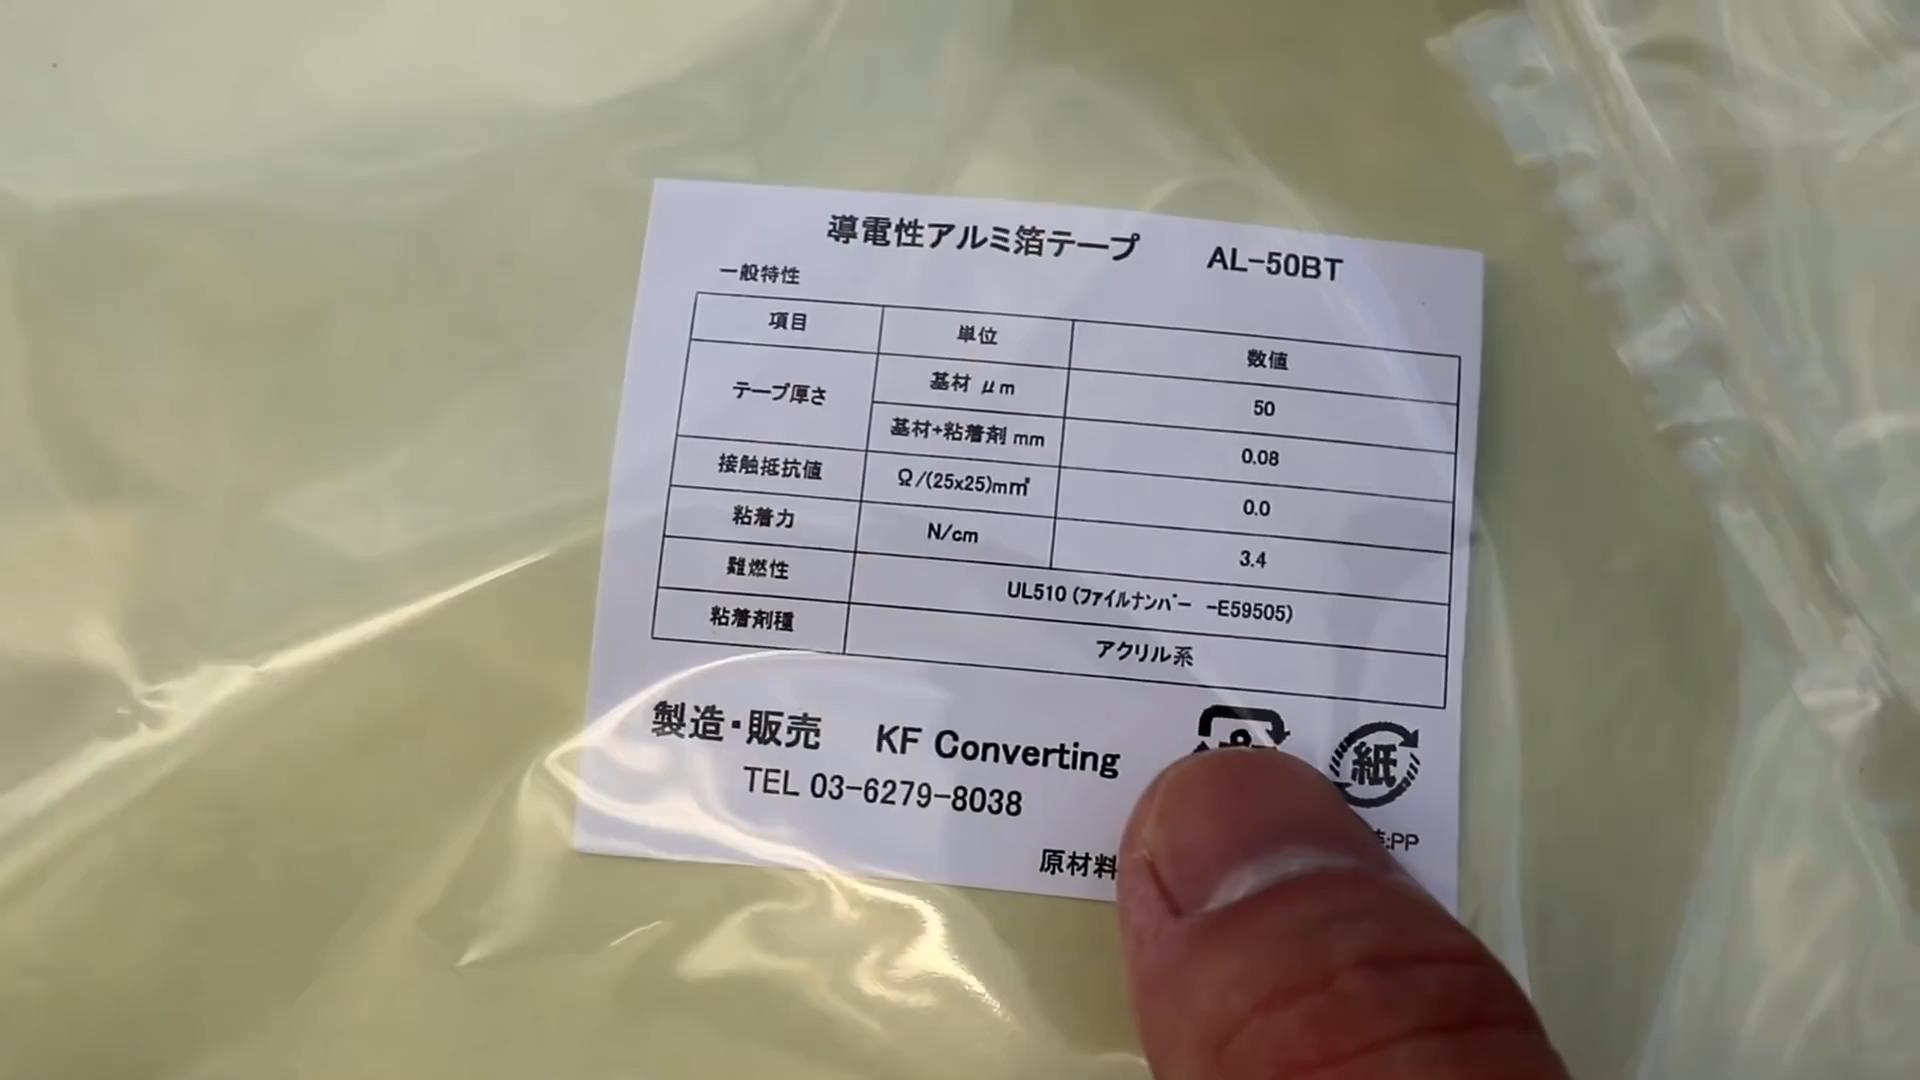 導電性アルミ箔テープ AL-50BT
一般特性
項目 単位 数値
テープ厚さ 基材 μm 50
基材+粘着剤 mm 0.08
接触抵抗値 Ω/(25x25)mm² 0.0
粘着力 N/cm 3.4
難燃性 UL510 (ファイルナンバー -E59505)
粘着剤種 アクリル系
製造・販売 KF Converting
TEL 03-6279-8038
紙
原材料
:PP